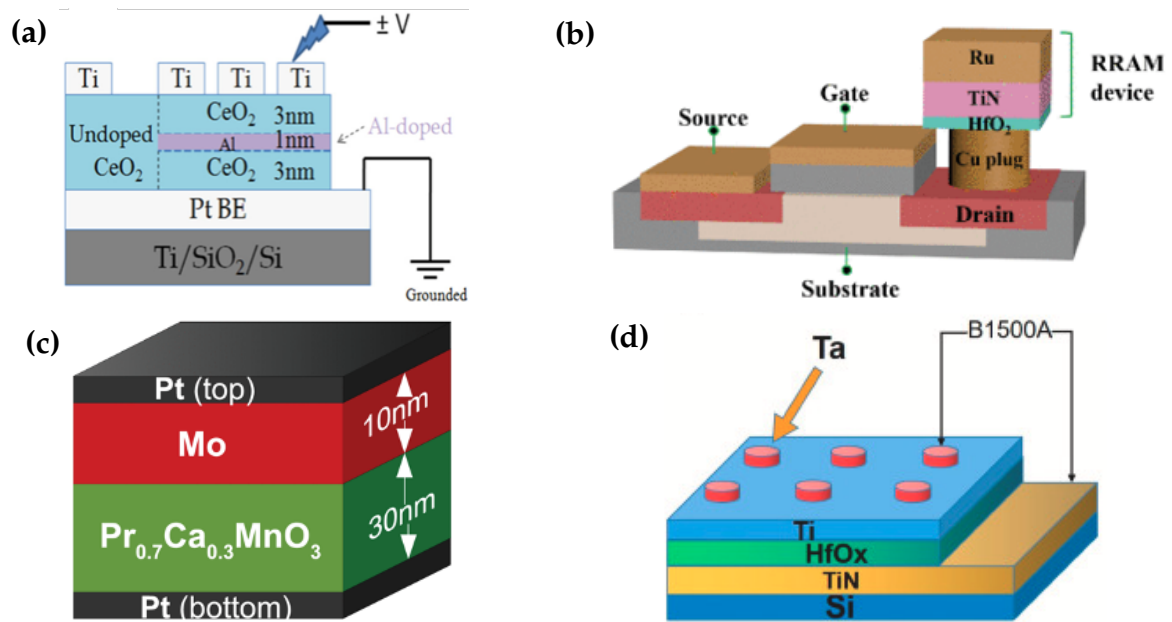 (a)
± V
Ti Ti Ti Ti
CeO₂ 3nm
Undoped Al 1nm Al-doped
CeO₂ CeO₂ 3nm
Pt BE
Ti/SiO₂/Si
Grounded
(b)
Ru
TiN
HfO₂
RRAM
device
Gate
Source
Cu plug
Drain
Substrate
(c)
Pt (top)
Mo
10nm
Pr₀.₇Ca₀.₃MnO₃
30nm
Pt (bottom)
(d)
B1500A
Ta
Ti
HfOx
TiN
Si